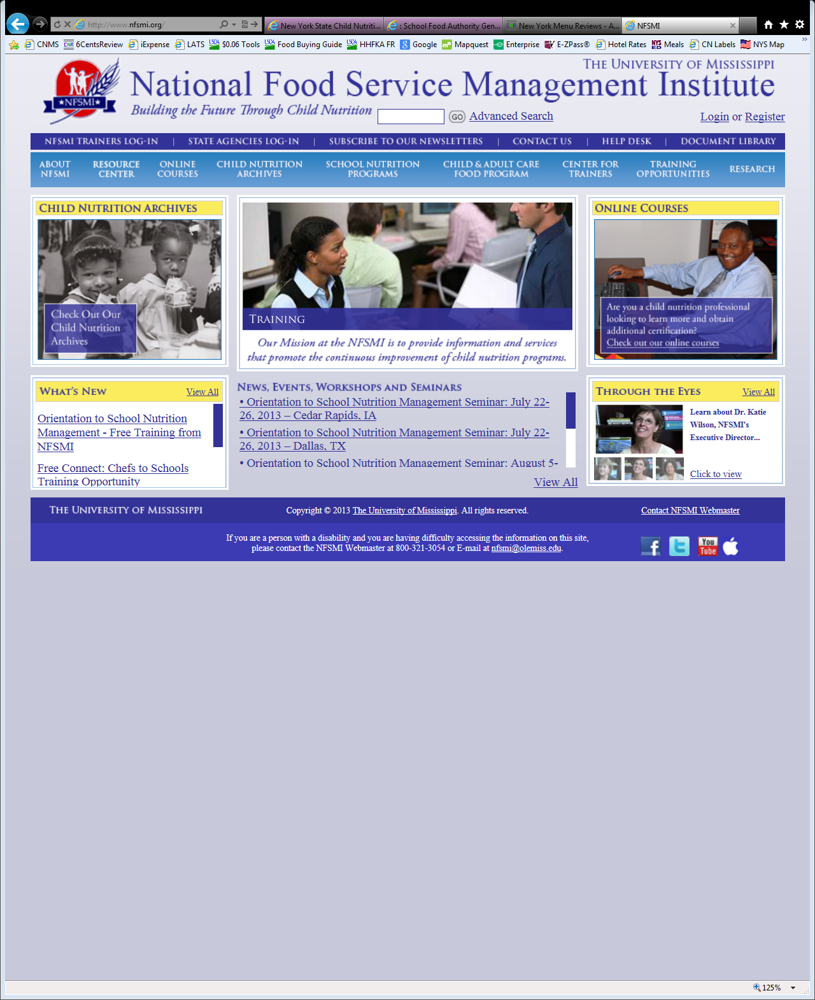 http://www.nfsmi.org/
New York State Child Nutriti...
: School Food Authority Gen...
New York Menu Reviews - A...
NFSMI
CNMS
CNR 6CentsReview
iExpense
LATS
USDA $0.06 Tools
USDA Food Buying Guide
USDA HHFKA FR
Google
Mapquest
Enterprise
E-ZPass®
Hotel Rates
NYS ED Meals
CN Labels
NYS Map
THE UNIVERSITY OF MISSISSIPPI
NATIONAL FOOD SERVICE MANAGEMENT INSTITUTE
NFSMI
Building the Future Through Child Nutrition
GO Advanced Search
Login or Register
NFSMI TRAINERS LOG-IN | STATE AGENCIES LOG-IN | SUBSCRIBE TO OUR NEWSLETTERS | CONTACT US | HELP DESK | DOCUMENT LIBRARY
ABOUT
NFSMI
RESOURCE
CENTER
ONLINE
COURSES
CHILD NUTRITION
ARCHIVES
SCHOOL NUTRITION
PROGRAMS
CHILD & ADULT CARE
FOOD PROGRAM
CENTER FOR
TRAINERS
TRAINING
OPPORTUNITIES
RESEARCH
CHILD NUTRITION ARCHIVES
Check Out Our
Child Nutrition
Archives
TRAINING
Our Mission at the NFSMI is to provide information and services
that promote the continuous improvement of child nutrition programs.
ONLINE COURSES
Are you a child nutrition professional
looking to learn more and obtain
additional certification?
Check out our online courses
WHAT'S NEW View All
Orientation to School Nutrition
Management - Free Training from
NFSMI
Free Connect: Chefs to Schools
Training Opportunity
NEWS, EVENTS, WORKSHOPS AND SEMINARS
• Orientation to School Nutrition Management Seminar: July 22-
26, 2013 – Cedar Rapids, IA
• Orientation to School Nutrition Management Seminar: July 22-
26, 2013 – Dallas, TX
• Orientation to School Nutrition Management Seminar: August 5-
View All
THROUGH THE EYES View All
Learn about Dr. Katie
Wilson, NFSMI's
Executive Director...
Click to view
THE UNIVERSITY OF MISSISSIPPI
Copyright © 2013 The University of Mississippi. All rights reserved.
Contact NFSMI Webmaster
If you are a person with a disability and you are having difficulty accessing the information on this site,
please contact the NFSMI Webmaster at 800-321-3054 or E-mail at nfsmi@olemiss.edu.
You
Tube
125%